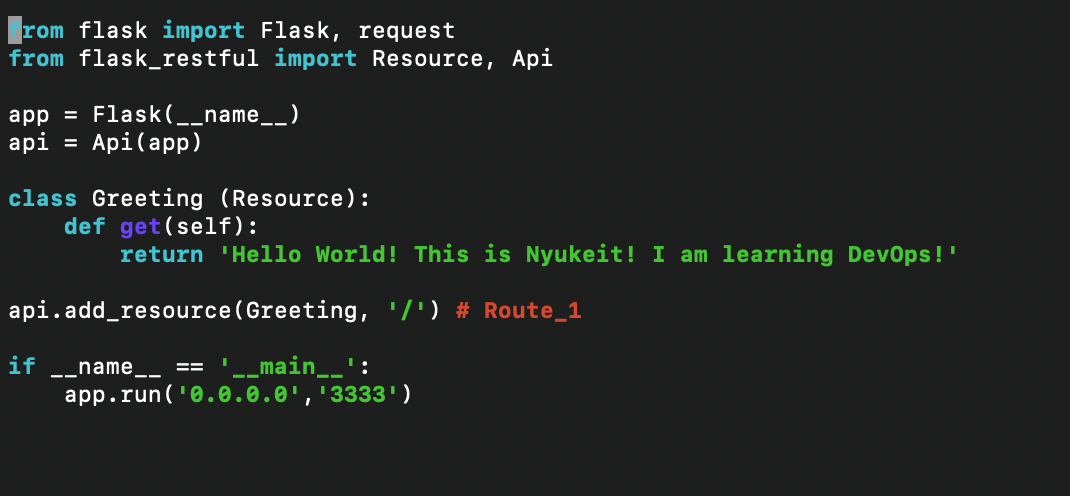 from flask import Flask, request
from flask_restful import Resource, Api

app = Flask(__name__)
api = Api(app)

class Greeting (Resource):
    def get(self):
        return 'Hello World! This is Nyukeit! I am learning DevOps!'

api.add_resource(Greeting, '/') # Route_1

if __name__ == '__main__':
    app.run('0.0.0.0','3333')